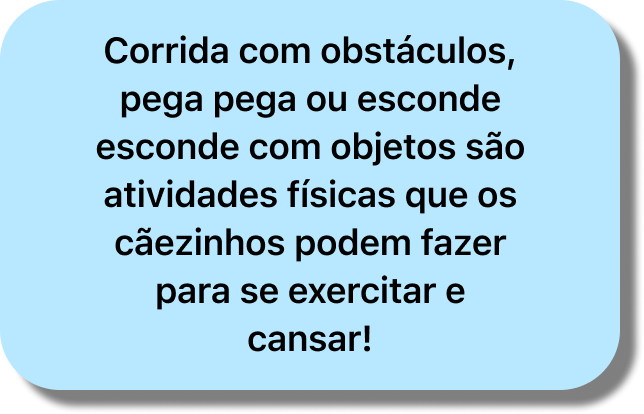 Corrida com obstáculos,
pega pega ou esconde
esconde com objetos são
atividades físicas que os
cãezinhos podem fazer
para se exercitar e
cansar!